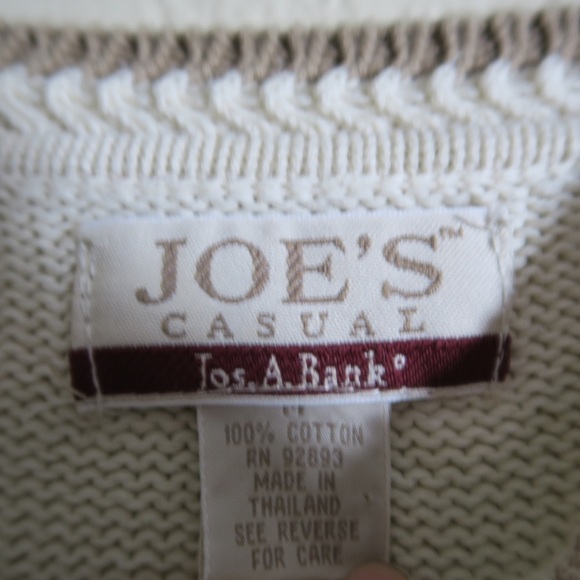 JOE'S™
CASUAL
Jos. A. Bank®
100% COTTON
RN 92893
MADE IN
THAILAND
SEE REVERSE
FOR CARE